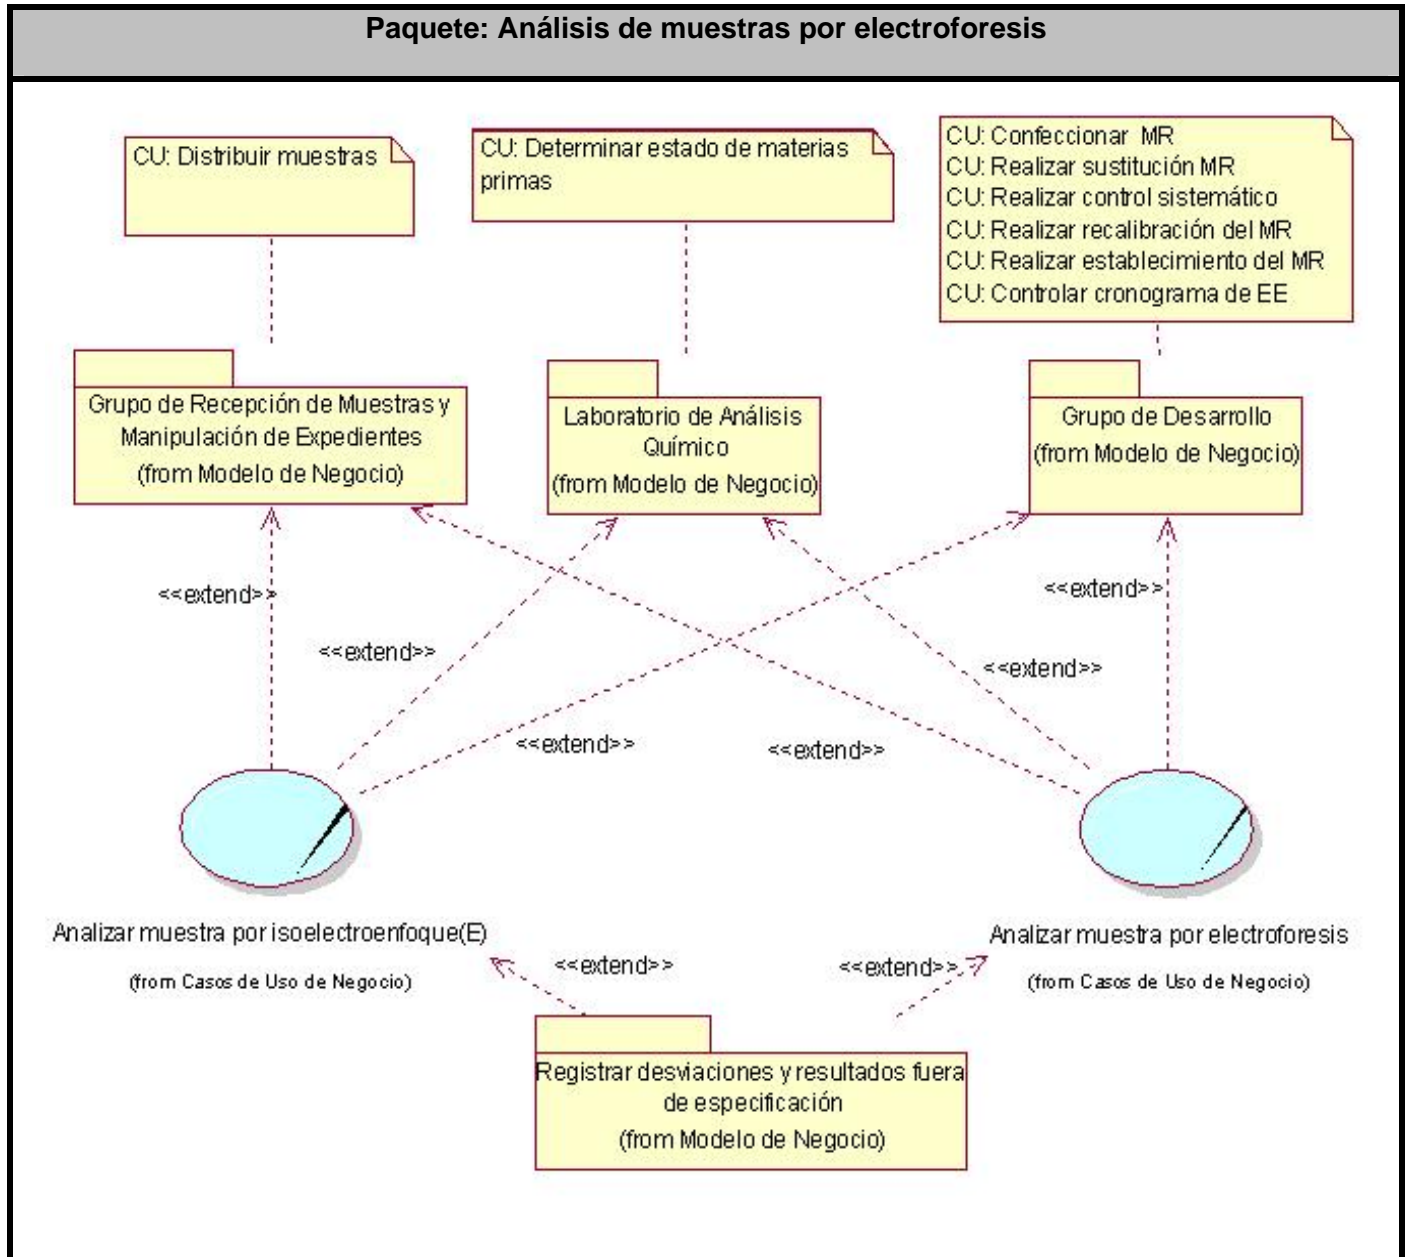 Paquete: Análisis de muestras por electroforesis
CU: Distribuir muestras
CU: Determinar estado de materias
primas
CU: Confeccionar MR
CU: Realizar sustitución MR
CU: Realizar control sistemático
CU: Realizar recalibración del MR
CU: Realizar establecimiento del MR
CU: Controlar cronograma de EE
Grupo de Recepción de Muestras y
Manipulación de Expedientes
(from Modelo de Negocio)
Laboratorio de Análisis
Químico
(from Modelo de Negocio)
Grupo de Desarrollo
(from Modelo de Negocio)
<<extend>>
<<extend>>
<<extend>>
<<extend>>
<<extend>>
<<extend>>
Analizar muestra por isoelectroenfoque(E)
(from Casos de Uso de Negocio)
Analizar muestra por electroforesis
(from Casos de Uso de Negocio)
<<extend>>
<<extend>>
Registrar desviaciones y resultados fuera
de especificación
(from Modelo de Negocio)